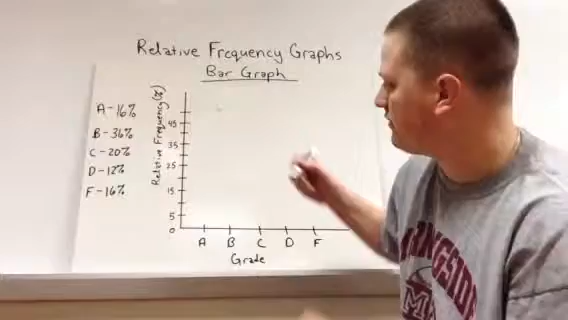 Relative Frequency Graphs
Bar Graph
A-16%
B-36%
C-20%
D-12%
F-16%
Relative Frequency (%)
45
35
25
15
5
0
A B C D F
Grade